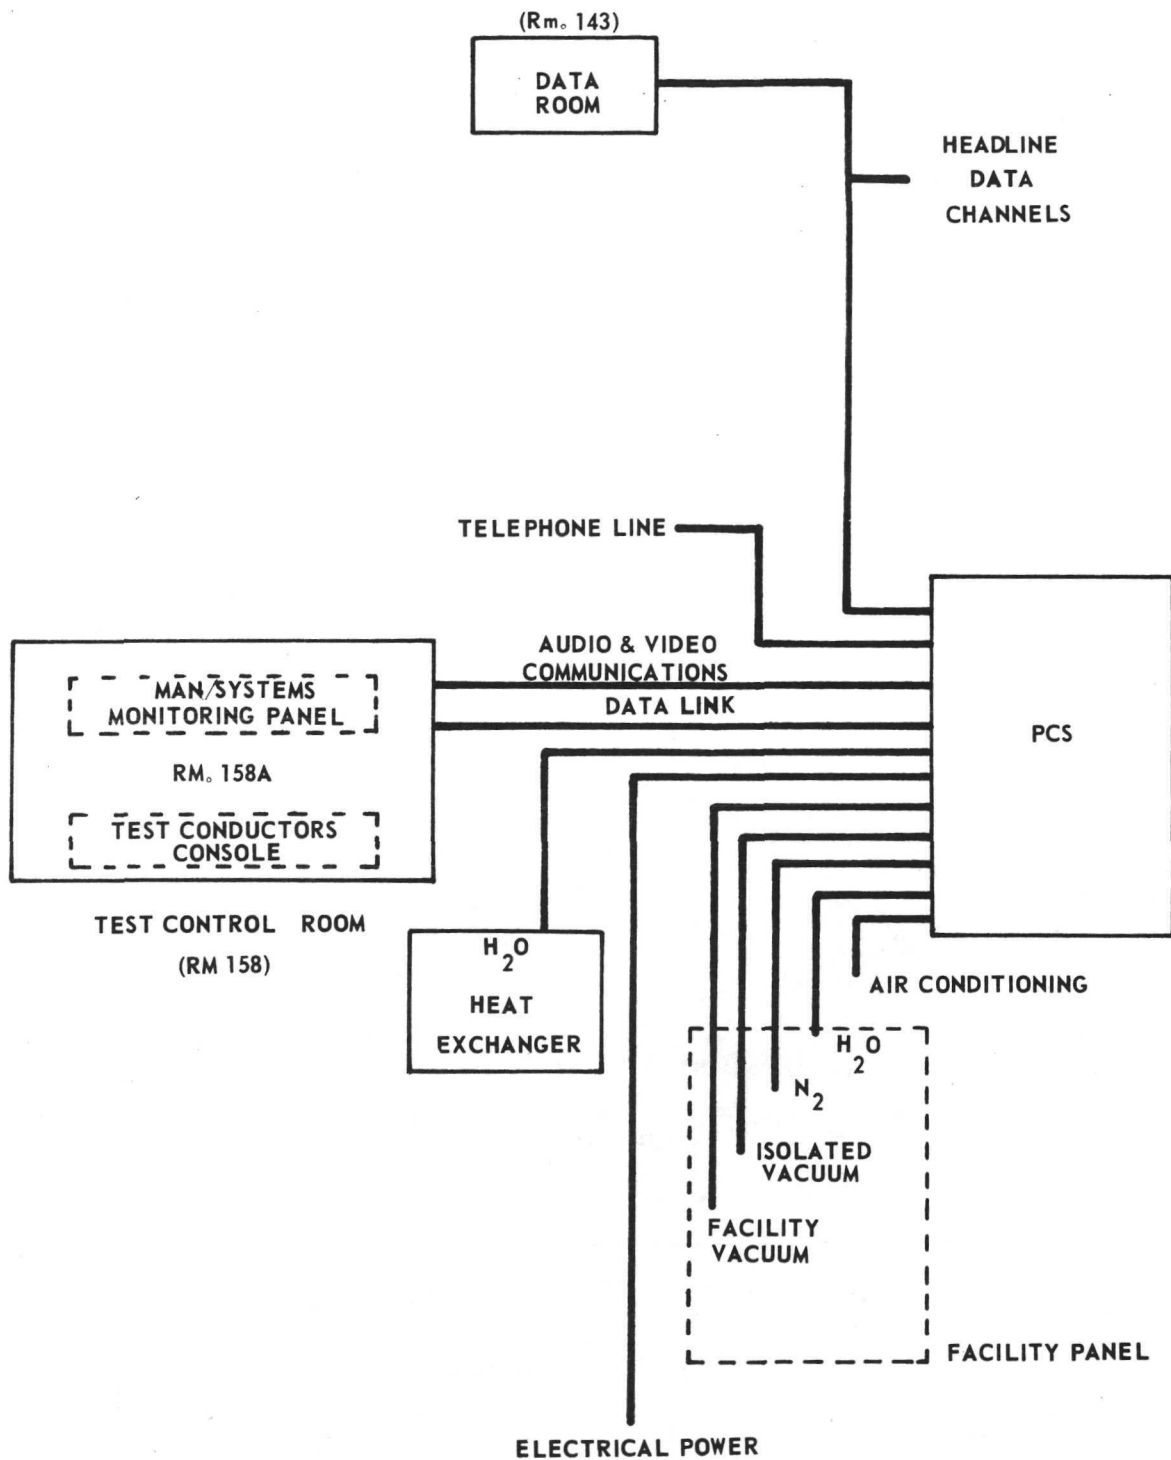 (Rm. 143)
DATA
ROOM
HEADLINE
DATA
CHANNELS
TELEPHONE LINE
AUDIO & VIDEO
COMMUNICATIONS
DATA LINK
MAN/SYSTEMS
MONITORING PANEL
RM. 158A
TEST CONDUCTORS
CONSOLE
TEST CONTROL ROOM
(RM 158)
PCS
H2O
HEAT
EXCHANGER
AIR CONDITIONING
H2O
N2
ISOLATED
VACUUM
FACILITY
VACUUM
FACILITY PANEL
ELECTRICAL POWER